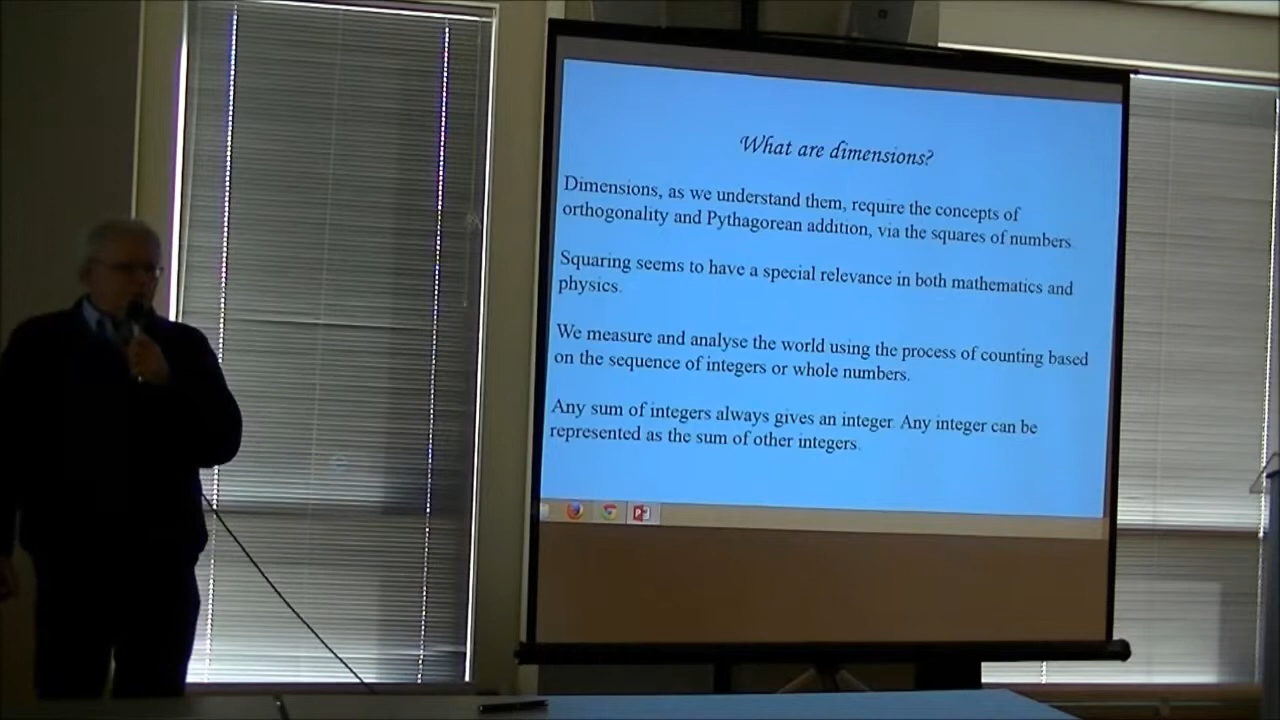 What are dimensions?
Dimensions, as we understand them, require the concepts of
orthogonality and Pythagorean addition, via the squares of numbers.
Squaring seems to have a special relevance in both mathematics and
physics.
We measure and analyse the world using the process of counting based
on the sequence of integers or whole numbers.
Any sum of integers always gives an integer. Any integer can be
represented as the sum of other integers.